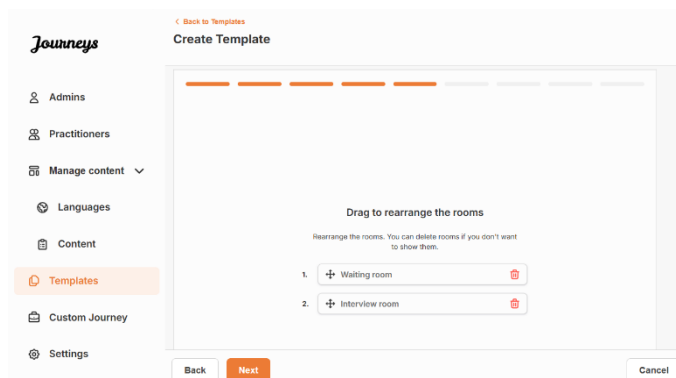 Journeys
Admins
Practitioners
Manage content
Languages
Content
Templates
Custom Journey
Settings
Back to Templates
Create Template
Drag to rearrange the rooms
Rearrange the rooms. You can delete rooms if you don't want
to show them.
1. Waiting room
2. Interview room
Back
Next
Cancel